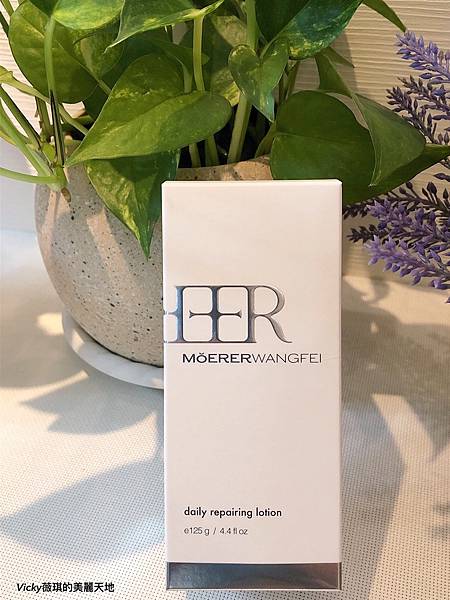 ER
MöERERWANGFEI
daily repairing lotion
e125 g / 4.4 fl oz
Vicky薇琪的美麗天地